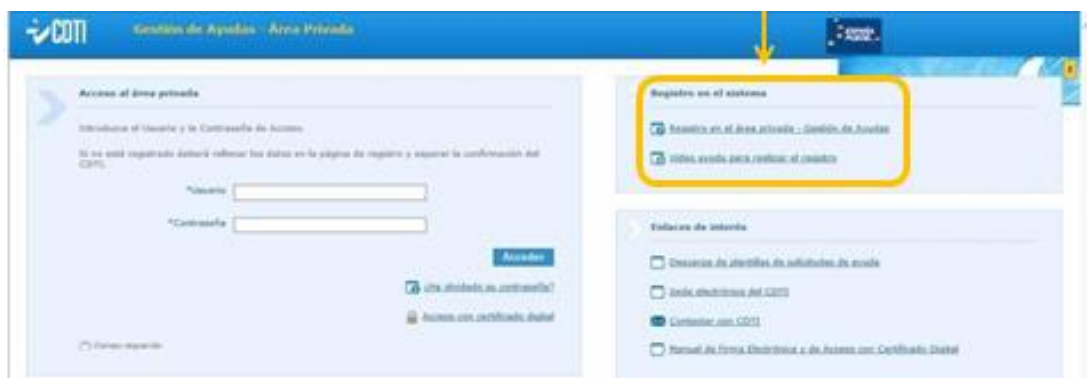 CDTI
Gestión de Ayudas - Área Privada
Acceso al área privada
Introduzca el Usuario y la Contraseña de Acceso
Si no está registrado deberá rellenar los datos en la página de registro y esperar la confirmación del
CDTI.
*Usuario
*Contraseña
Acceder
¿Ha olvidado su contraseña?
Acceso con certificado digital
Campo requerido
Registro en el sistema
Registro en el área privada - Gestión de Ayudas
Video ayuda para realizar el registro
Enlaces de interés
Descarga de plantillas de solicitudes de ayuda
Sede electrónica del CDTI
Contactar con CDTI
Manual de Firma Electrónica y de Acceso con Certificado Digital